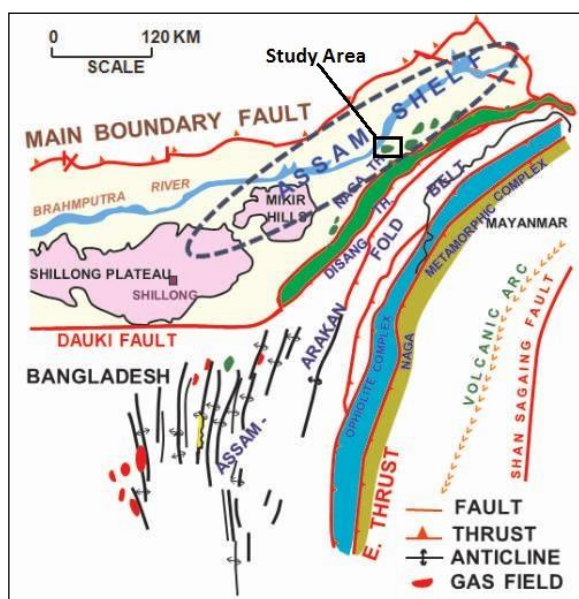 0 120 KM
SCALE
Study Area
MAIN BOUNDARY FAULT
ASSAM SHELF
BRAHMPUTRA RIVER
NAGA TH.
MIKIR
HILLS
DISANG TH.
FOLD
BELT
METAMORPHIC COMPLEX
MAYANMAR
SHILLONG PLATEAU
SHILLONG
DAUKI FAULT
ARAKAN
BANGLADESH
OPHIOLITE COMPLEX
NAGA
VOLCANIC ARC
SHAN SAGAING FAULT
ASSAM -
E. THRUST
FAULT
THRUST
ANTICLINE
GAS FIELD